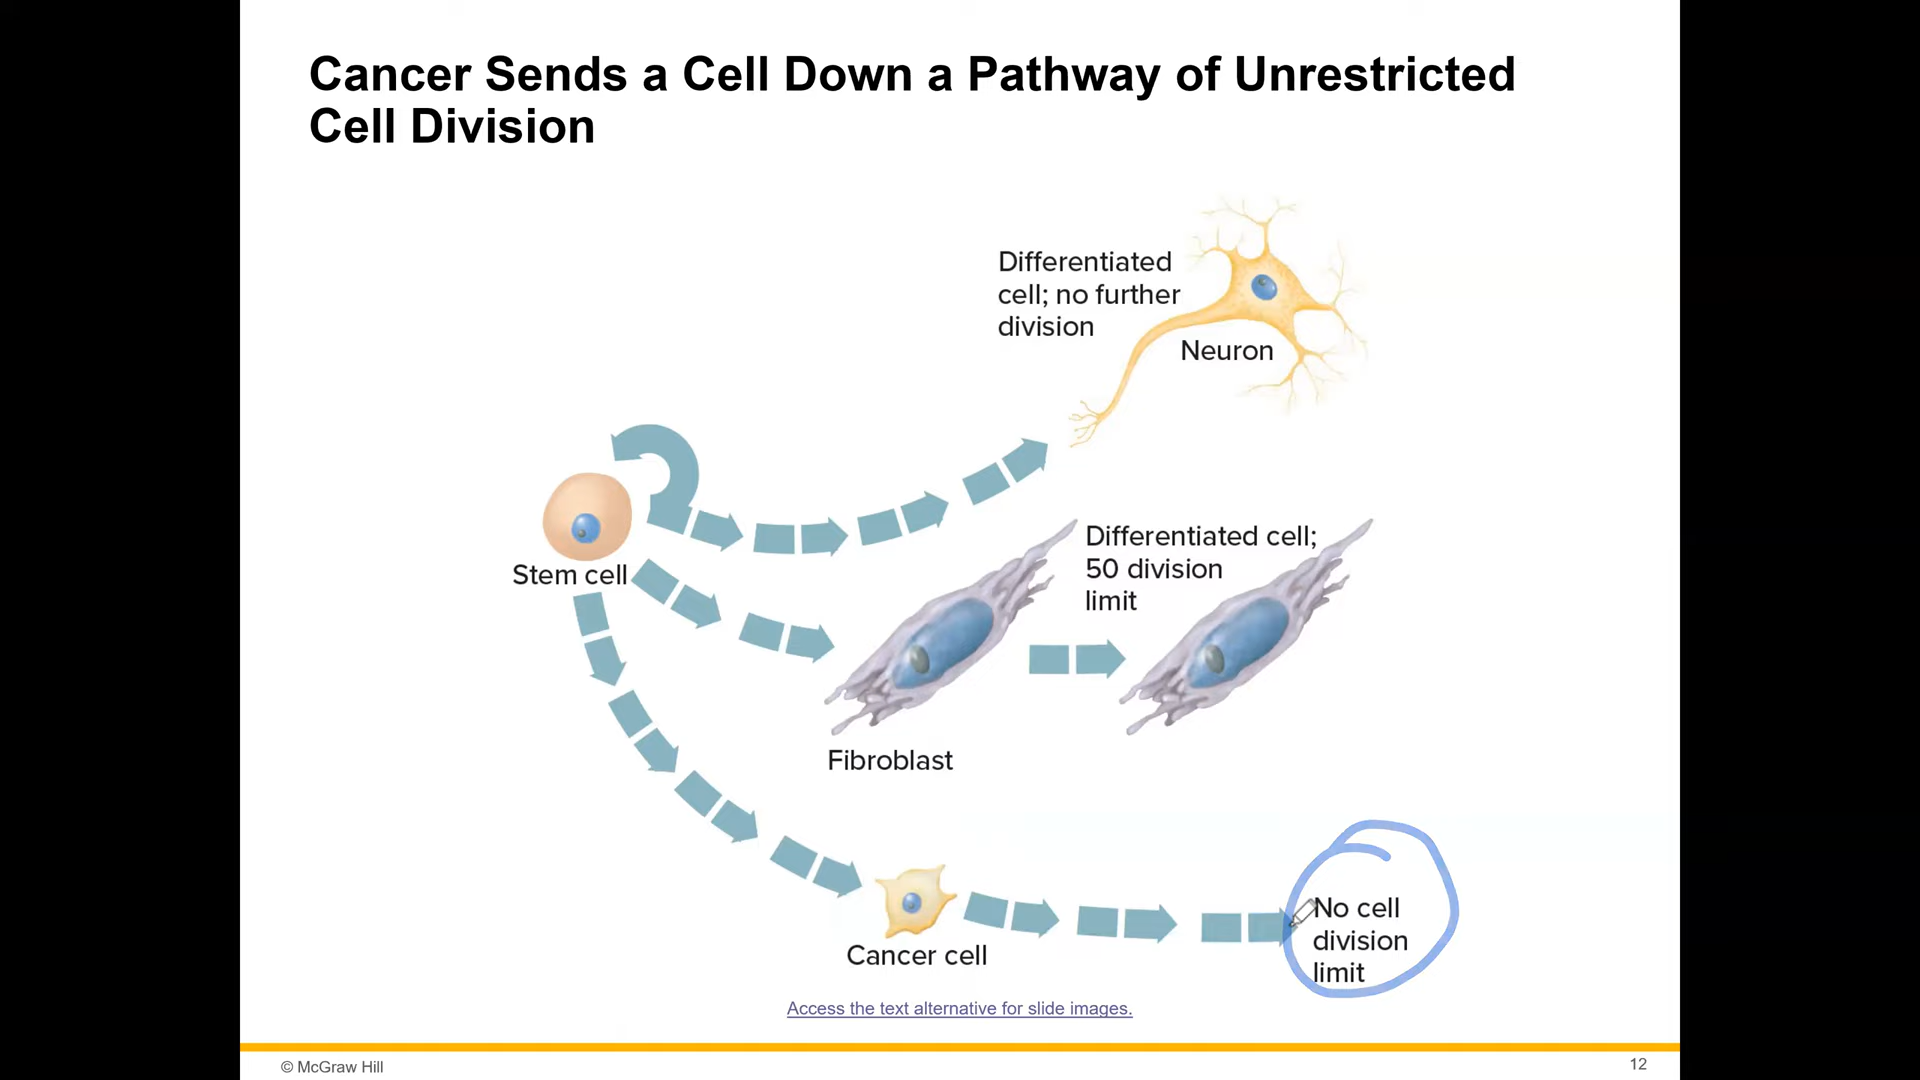 Cancer Sends a Cell Down a Pathway of Unrestricted
Cell Division
Differentiated
cell; no further
division
Neuron
Stem cell
Differentiated cell;
50 division
limit
Fibroblast
Cancer cell
No cell
division
limit
Access the text alternative for slide images.
© McGraw Hill
12